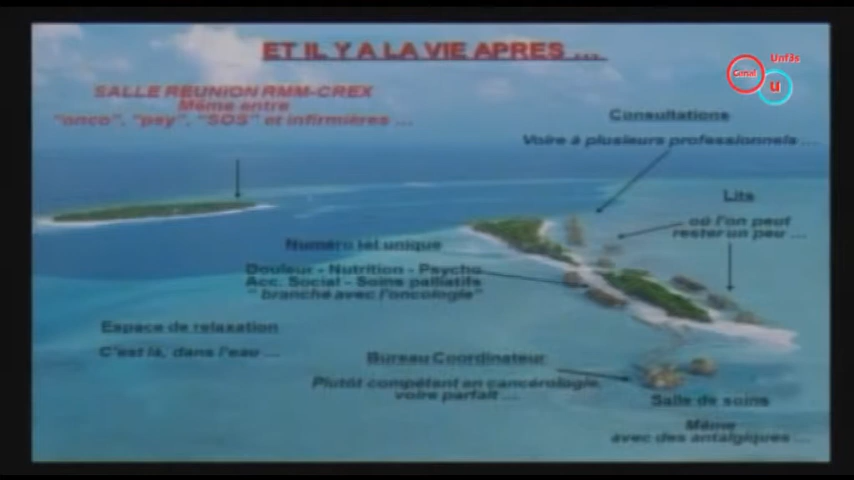 ET IL Y A LA VIE APRES ...
Unf3s
Canal
u
SALLE REUNION RMM-CREX
Même entre
"onco", "psy", "SOS" et infirmières ...
Consultations
Voire à plusieurs professionnels ...
Lits
où l'on peut
rester un peu ...
Numéro tél unique
Douleur - Nutrition - Psycho
Acc. Social - Soins palliatifs
" branché avec l'oncologie"
Espace de relaxation
C'est là, dans l'eau ...
Bureau Coordinateur
Plutôt compétant en cancérologie,
voire parfait ...
Salle de soins
Même
avec des antalgiques ...